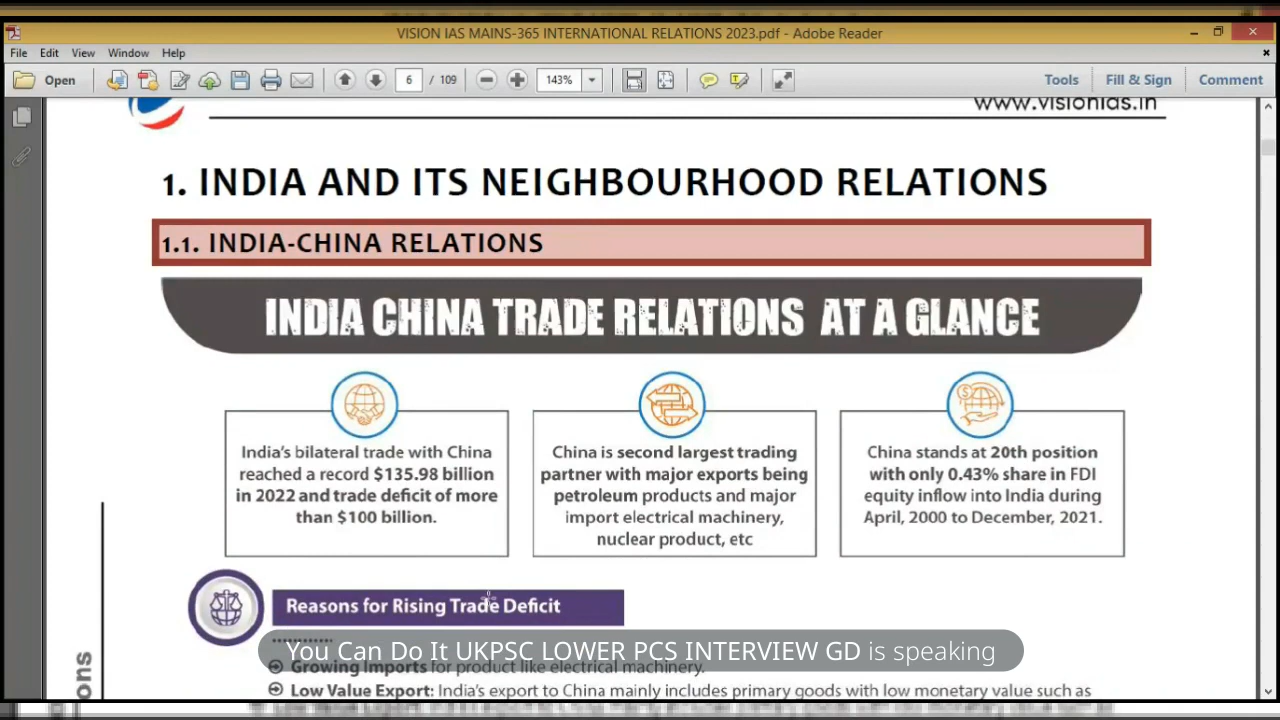 VISION IAS MAINS-365 INTERNATIONAL RELATIONS 2023.pdf - Adobe Reader
File Edit View Window Help
Open 6 / 109 143% Tools Fill & Sign Comment
www.visionias.in
1. INDIA AND ITS NEIGHBOURHOOD RELATIONS
1.1. INDIA-CHINA RELATIONS
INDIA CHINA TRADE RELATIONS AT A GLANCE
India's bilateral trade with China
reached a record $135.98 billion
in 2022 and trade deficit of more
than $100 billion.
China is second largest trading
partner with major exports being
petroleum products and major
import electrical machinery,
nuclear product, etc
China stands at 20th position
with only 0.43% share in FDI
equity inflow into India during
April, 2000 to December, 2021.
Reasons for Rising Trade Deficit
You Can Do It UKPSC LOWER PCS INTERVIEW GD is speaking
Growing Imports for product like electrical machinery.
Low Value Export: India's export to China mainly includes primary goods with low monetary value such as
ons